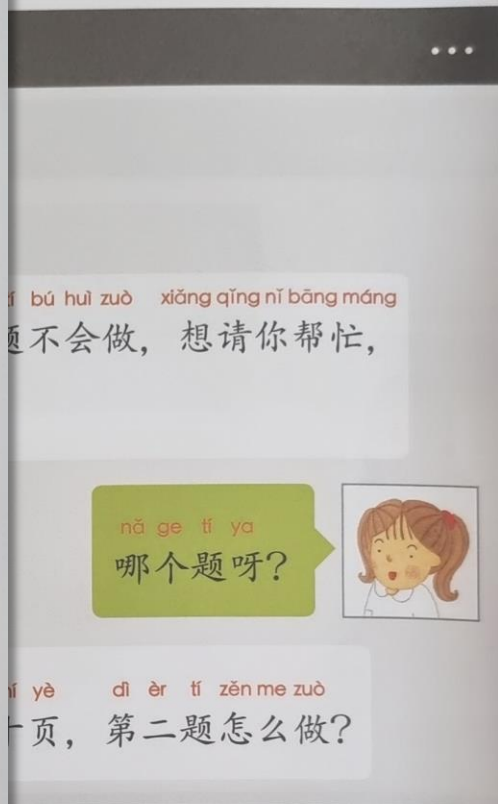 bú huì zuò xiǎng qǐng nǐ bāng máng
题不会做，想请你帮忙，
nǎ ge tí ya
哪个题呀？
yè dì èr tí zěn me zuò
页，第二题怎么做？